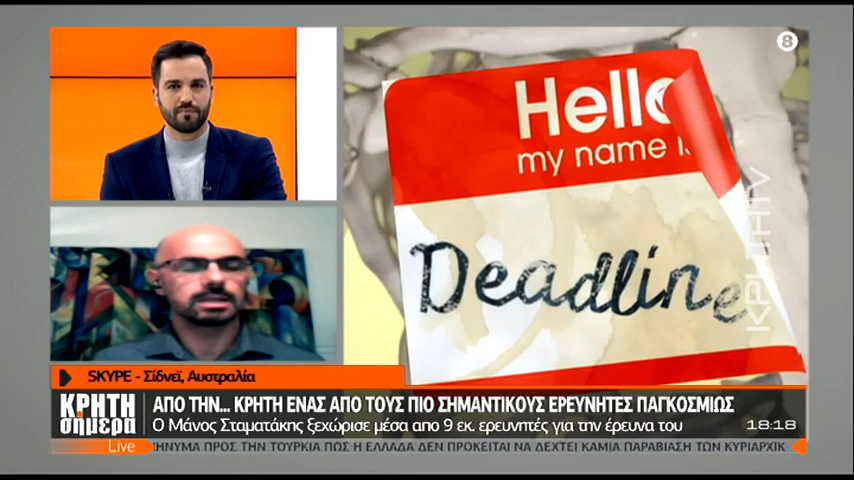 8
Hello
my name is
Deadline
ΚΡΗΤΗ TV
SKYPE - Σίδνεϊ, Αυστραλία
ΚΡΗΤΗ
σήμερα
ΑΠΟ ΤΗΝ... ΚΡΗΤΗ ΕΝΑΣ ΑΠΟ ΤΟΥΣ ΠΙΟ ΣΗΜΑΝΤΙΚΟΥΣ ΕΡΕΥΝΗΤΕΣ ΠΑΓΚΟΣΜΙΩΣ
Ο Μάνος Σταματάκης ξεχώρισε μέσα απο 9 εκ. ερευνητές για την έρευνα του
18:18
Live
ΜΗΝΥΜΑ ΠΡΟΣ ΤΗΝ ΤΟΥΡΚΙΑ ΠΩΣ Η ΕΛΛΑΔΑ ΔΕΝ ΠΡΟΚΕΙΤΑΙ ΝΑ ΔΕΧΤΕΙ ΚΑΜΙΑ ΠΑΡΑΒΙΑΣΗ ΤΩΝ ΚΥΡΙΑΡΧΙΚ